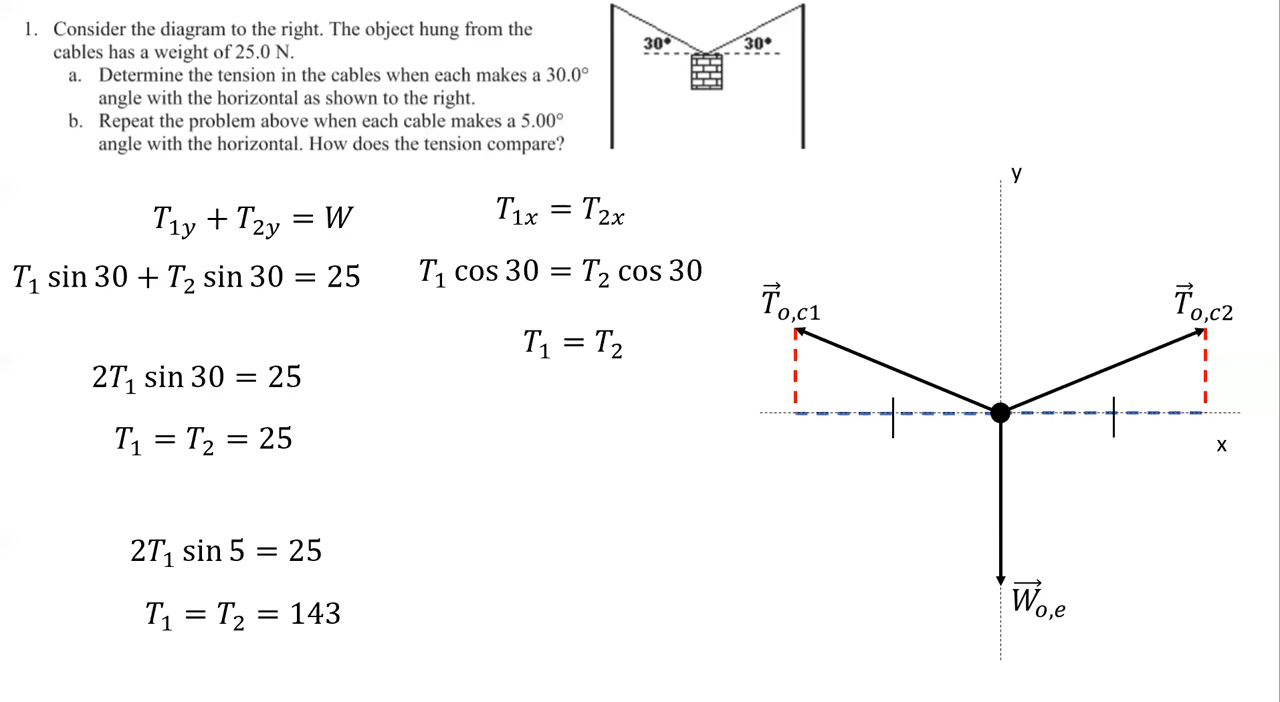 1. Consider the diagram to the right. The object hung from the
cables has a weight of 25.0 N.
a. Determine the tension in the cables when each makes a 30.0°
angle with the horizontal as shown to the right.
b. Repeat the problem above when each cable makes a 5.00°
angle with the horizontal. How does the tension compare?
30° 30°
T₁y + T₂y = W
T₁ sin 30 + T₂ sin 30 = 25
2T₁ sin 30 = 25
T₁ = T₂ = 25
2T₁ sin 5 = 25
T₁ = T₂ = 143
T₁ₓ = T₂ₓ
T₁ cos 30 = T₂ cos 30
T₁ = T₂
y
T⃗o,c1
T⃗o,c2
x
W⃗o,e